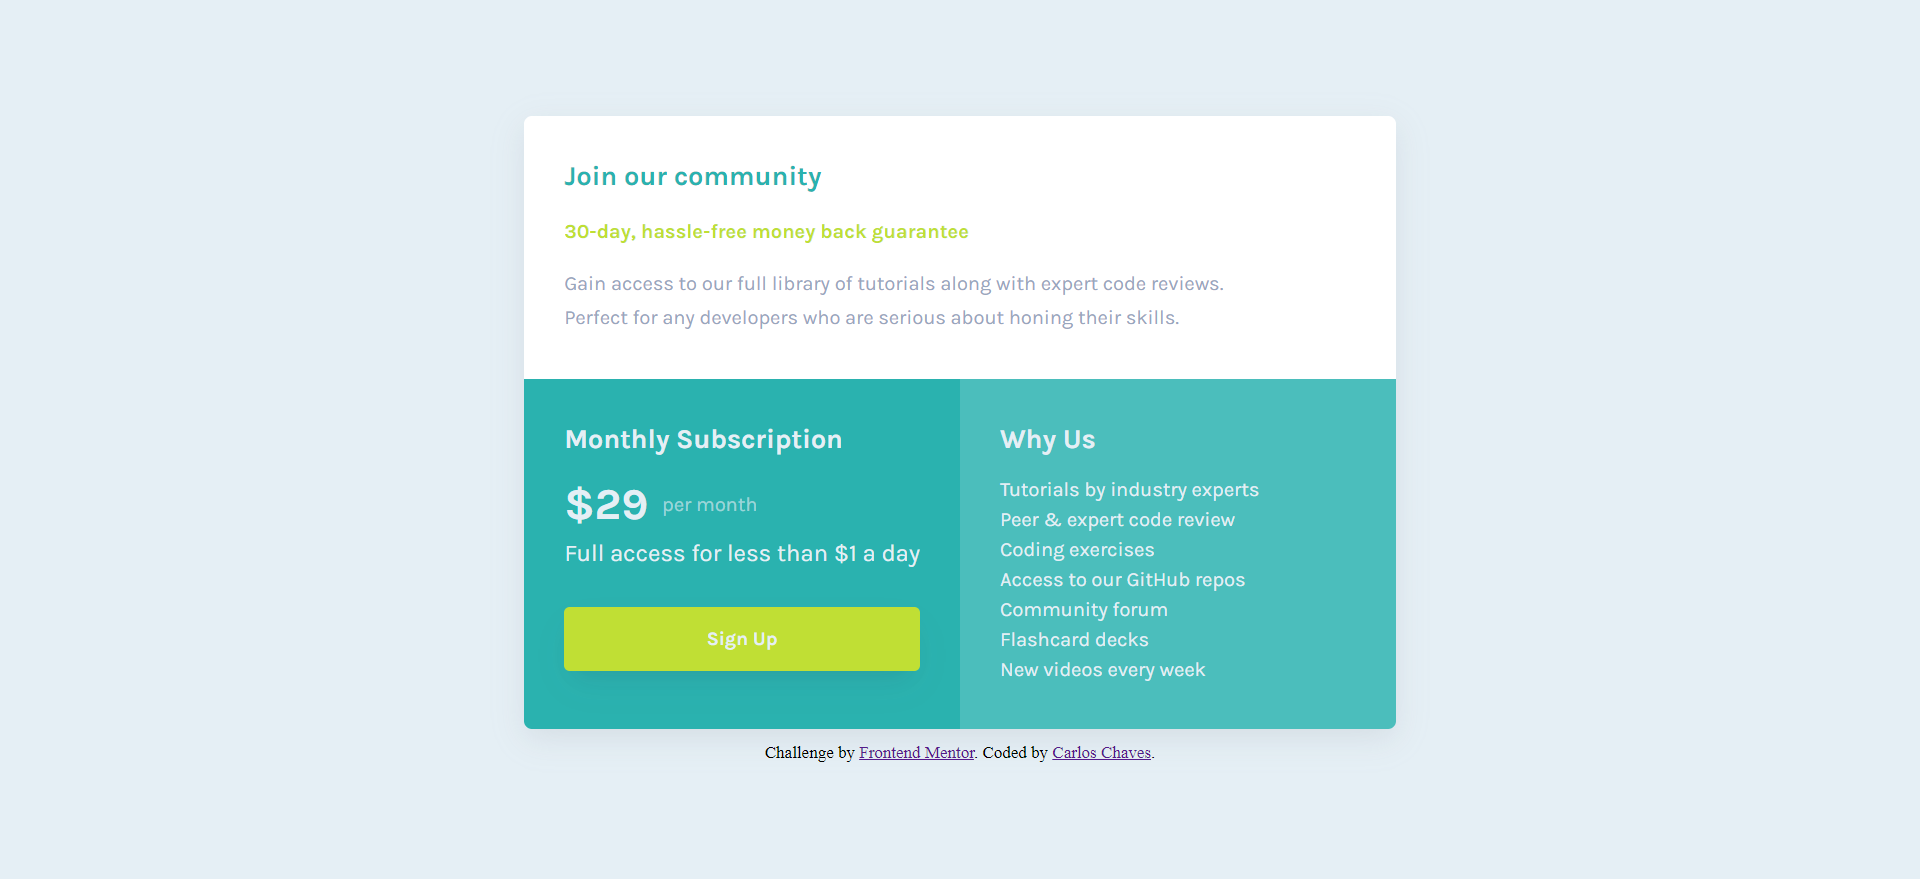 Join our community
30-day, hassle-free money back guarantee
Gain access to our full library of tutorials along with expert code reviews.
Perfect for any developers who are serious about honing their skills.
Monthly Subscription
$29 per month
Full access for less than $1 a day
Sign Up
Why Us
Tutorials by industry experts
Peer & expert code review
Coding exercises
Access to our GitHub repos
Community forum
Flashcard decks
New videos every week
Challenge by Frontend Mentor. Coded by Carlos Chaves.